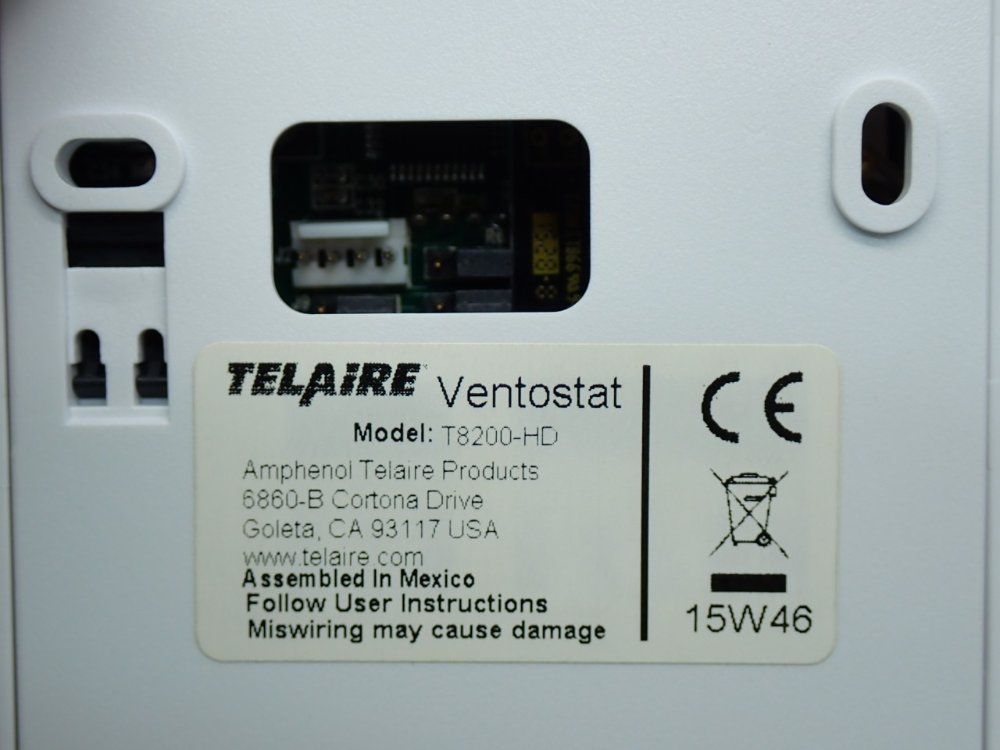 TELAIRE Ventostat
Model: T8200-HD
Amphenol Telaire Products
6860-B Cortona Drive
Goleta, CA 93117 USA
www.telaire.com
Assembled In Mexico
Follow User Instructions
Miswiring may cause damage
CE
15W46